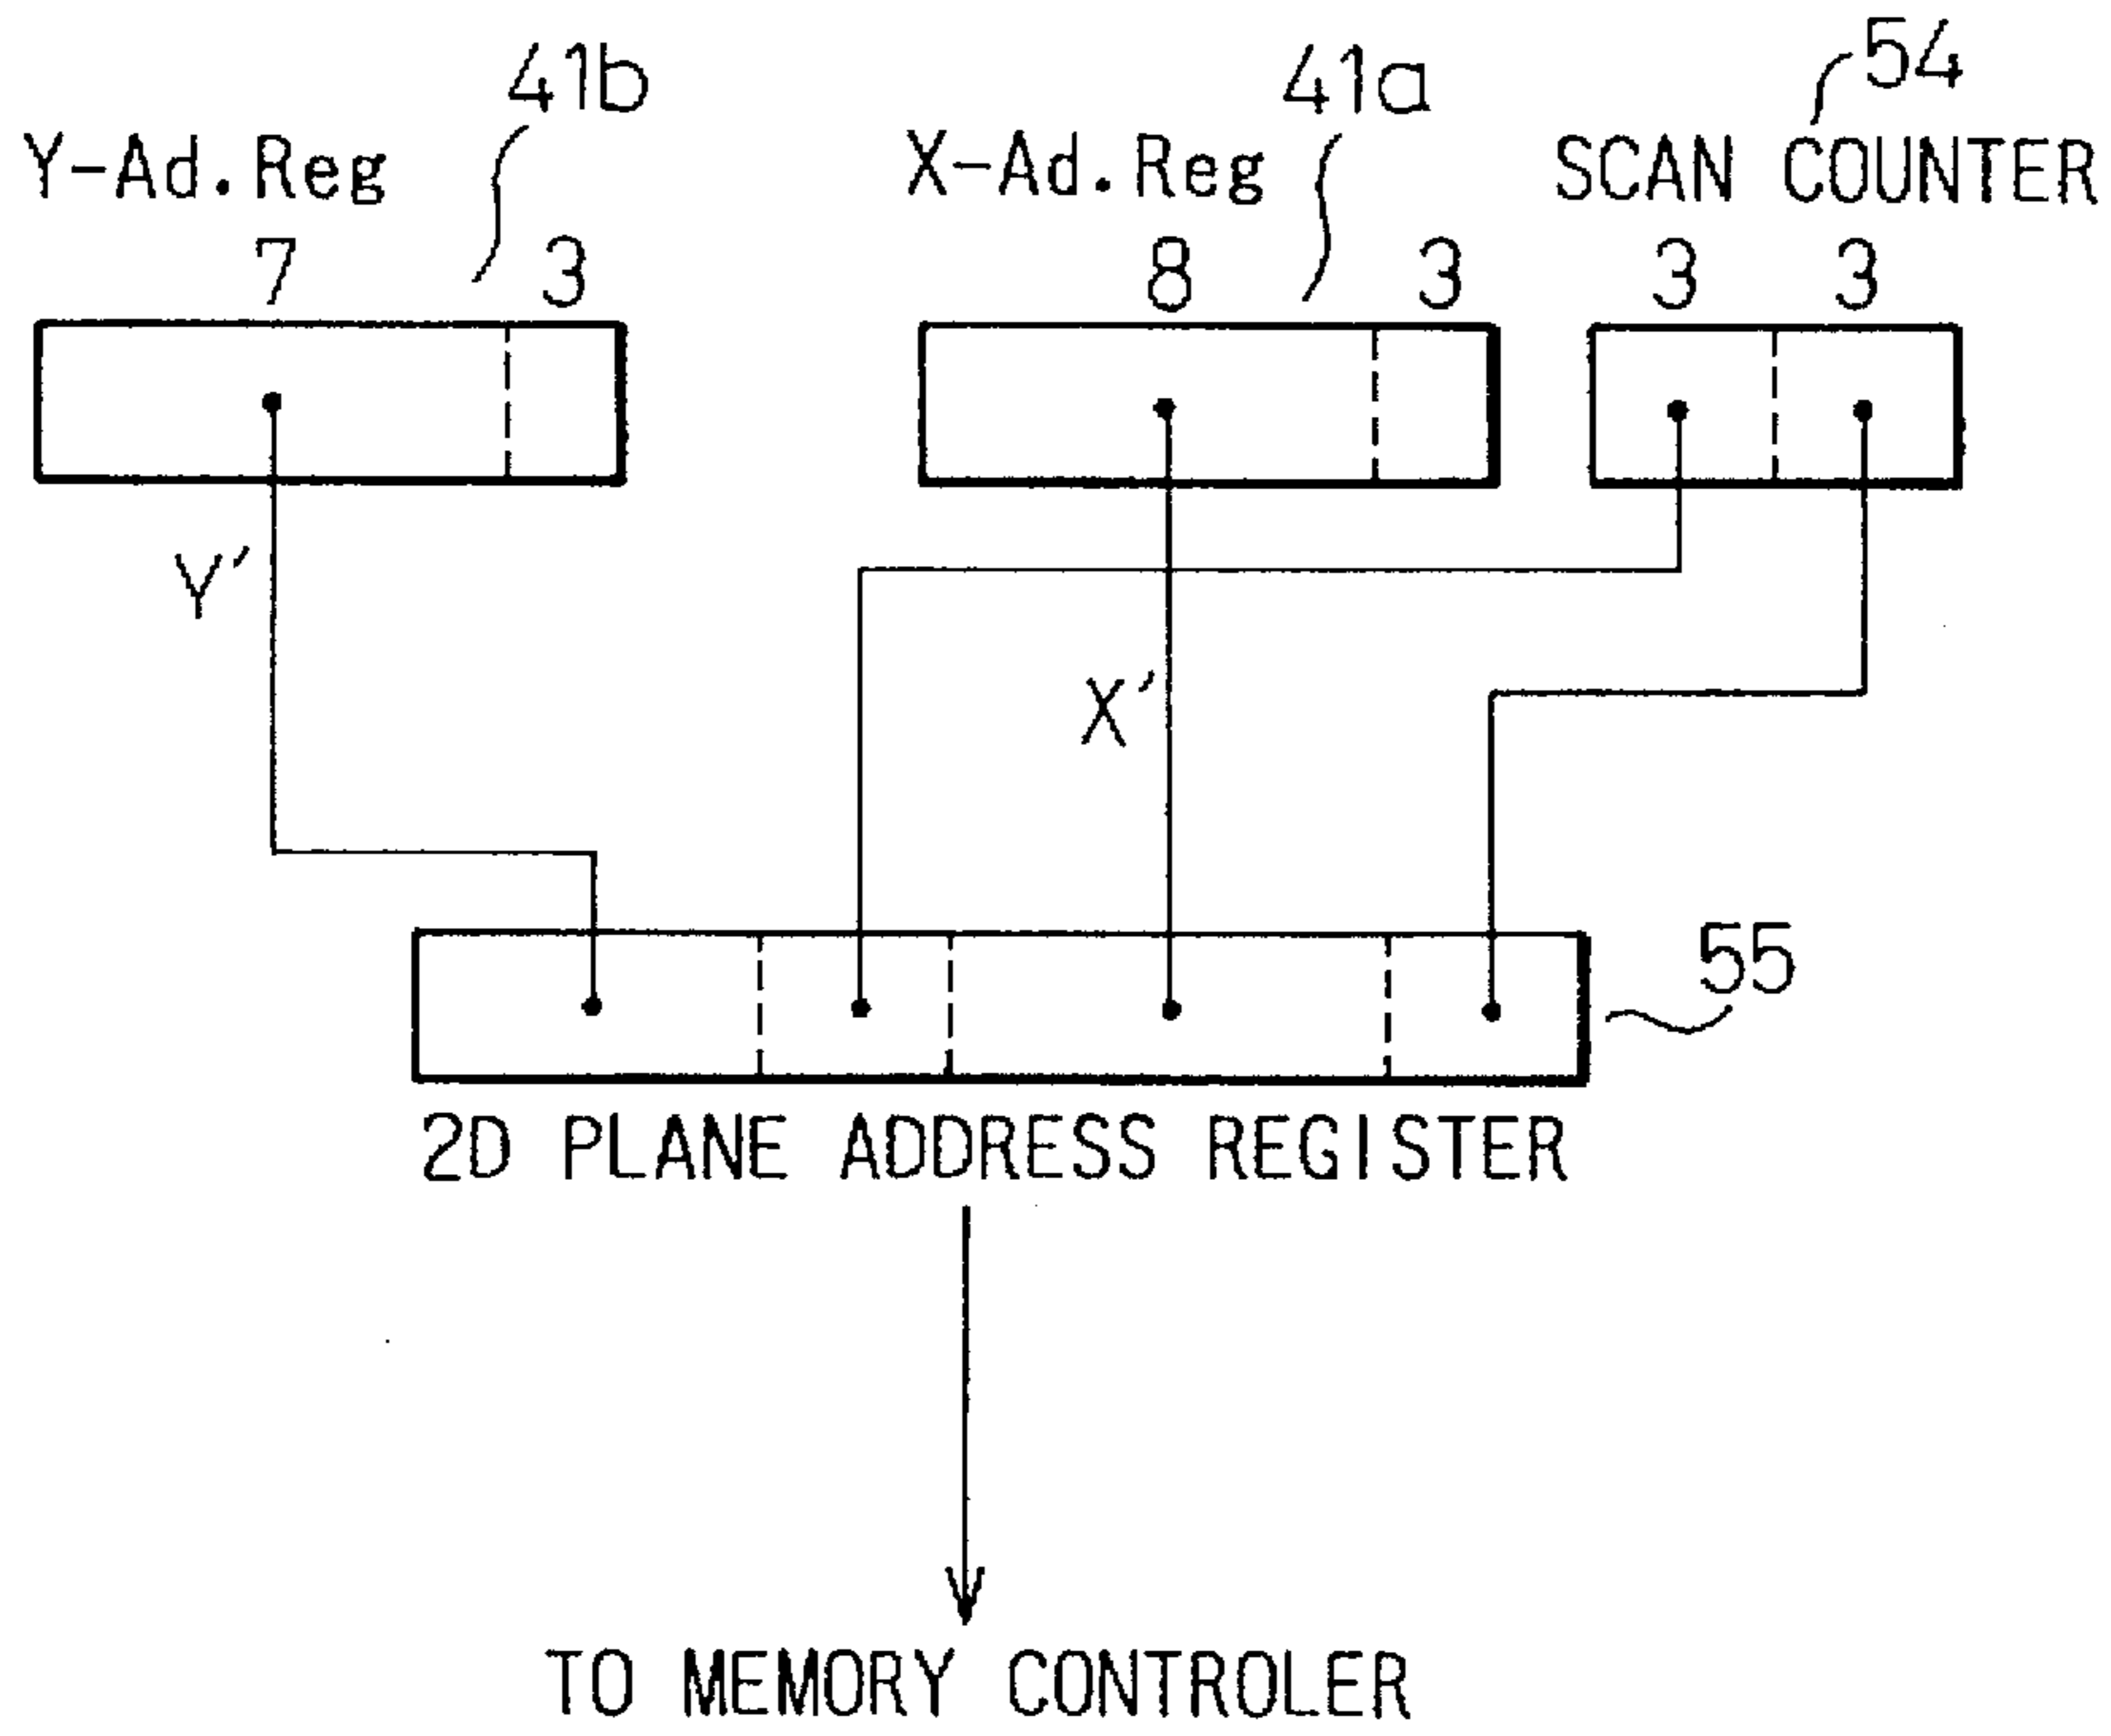 41b 41a 54
Y-Ad.Reg X-Ad.Reg SCAN COUNTER
7 3 8 3 3 3
Y′
X′
55
2D PLANE ADDRESS REGISTER
TO MEMORY CONTROLER